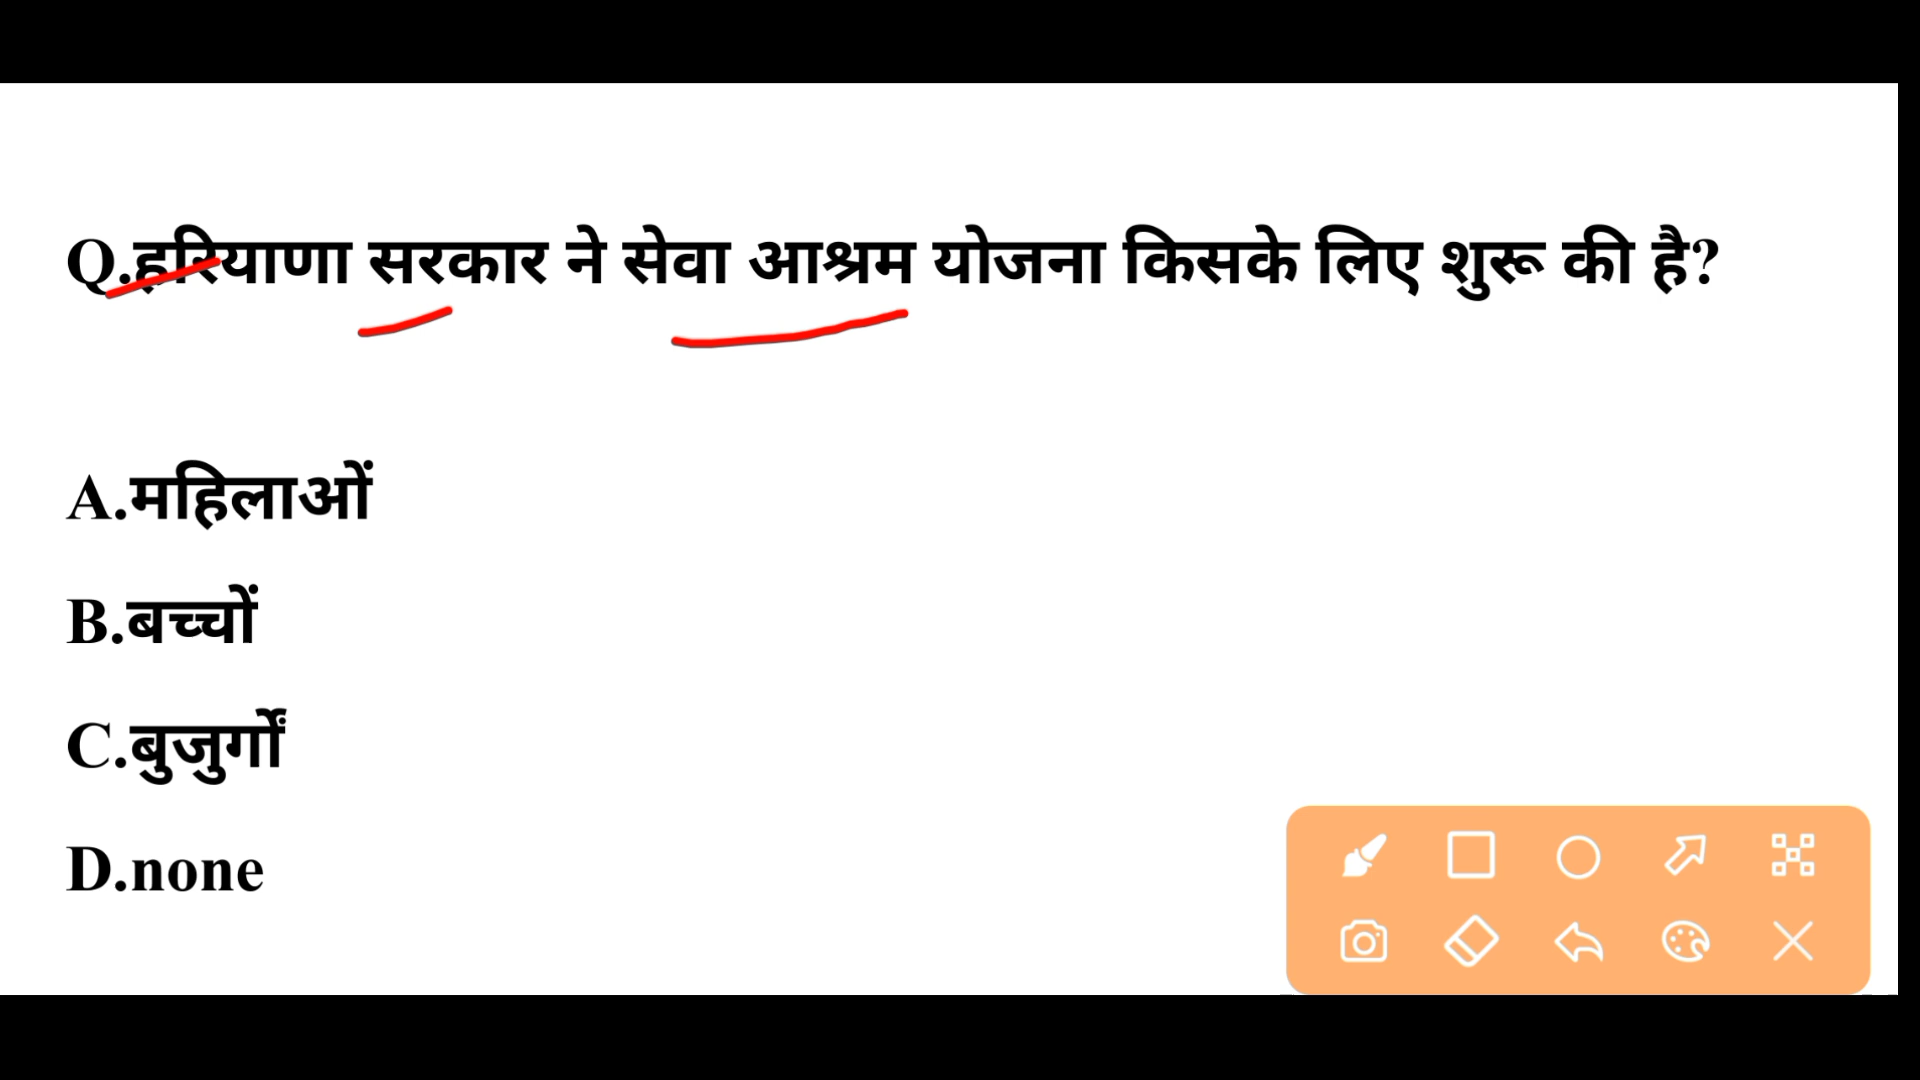 Q.हरियाणा सरकार ने सेवा आश्रम योजना किसके लिए शुरू की है?
A.महिलाओं
B.बच्चों
C.बुजुर्गों
D.none